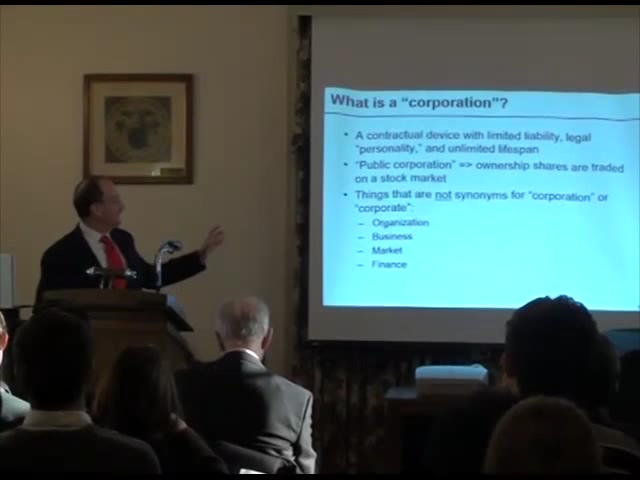 What is a “corporation”?
• A contractual device with limited liability, legal
“personality,” and unlimited lifespan
• “Public corporation” => ownership shares are traded
on a stock market
• Things that are not synonyms for “corporation” or
“corporate”:
– Organization
– Business
– Market
– Finance